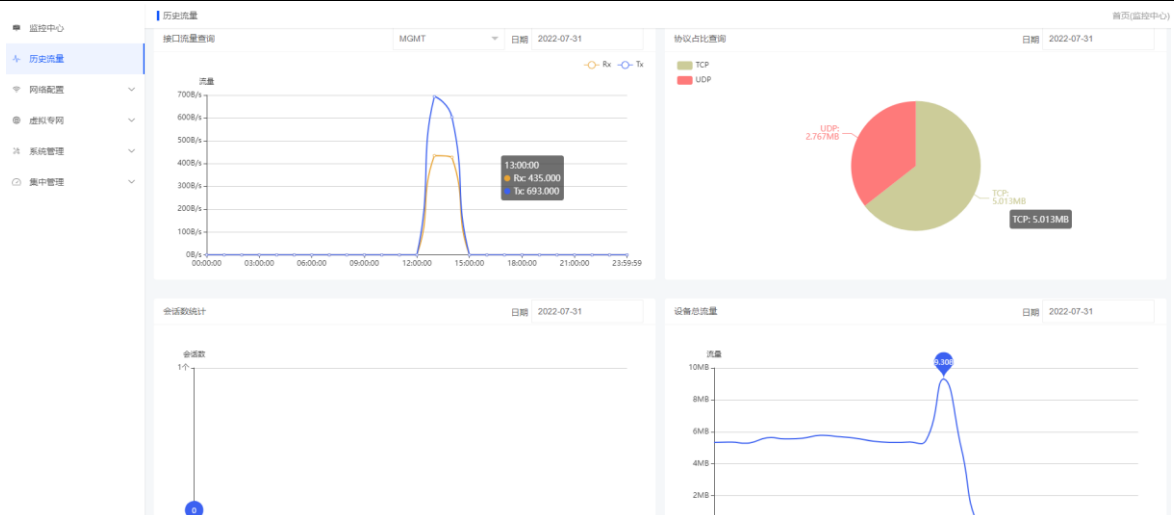 监控中心
历史流量
网络配置
虚拟专网
系统管理
集中管理
历史流量
首页(监控中心)
接口流量查询
MGMT
日期 2022-07-31
Rx Tx
流量
700B/s
600B/s
500B/s
400B/s
300B/s
200B/s
100B/s
0B/s
00:00:00 03:00:00 06:00:00 09:00:00 12:00:00 15:00:00 18:00:00 21:00:00 23:59:59
13:00:00
Rx: 435.000
Tx: 693.000
协议占比查询
日期 2022-07-31
TCP
UDP
UDP:
2.767MB
TCP:
5.013MB
TCP: 5.013MB
会话数统计
日期 2022-07-31
会话数
1个
0
设备总流量
日期 2022-07-31
流量
10MB
8MB
6MB
4MB
2MB
9.308